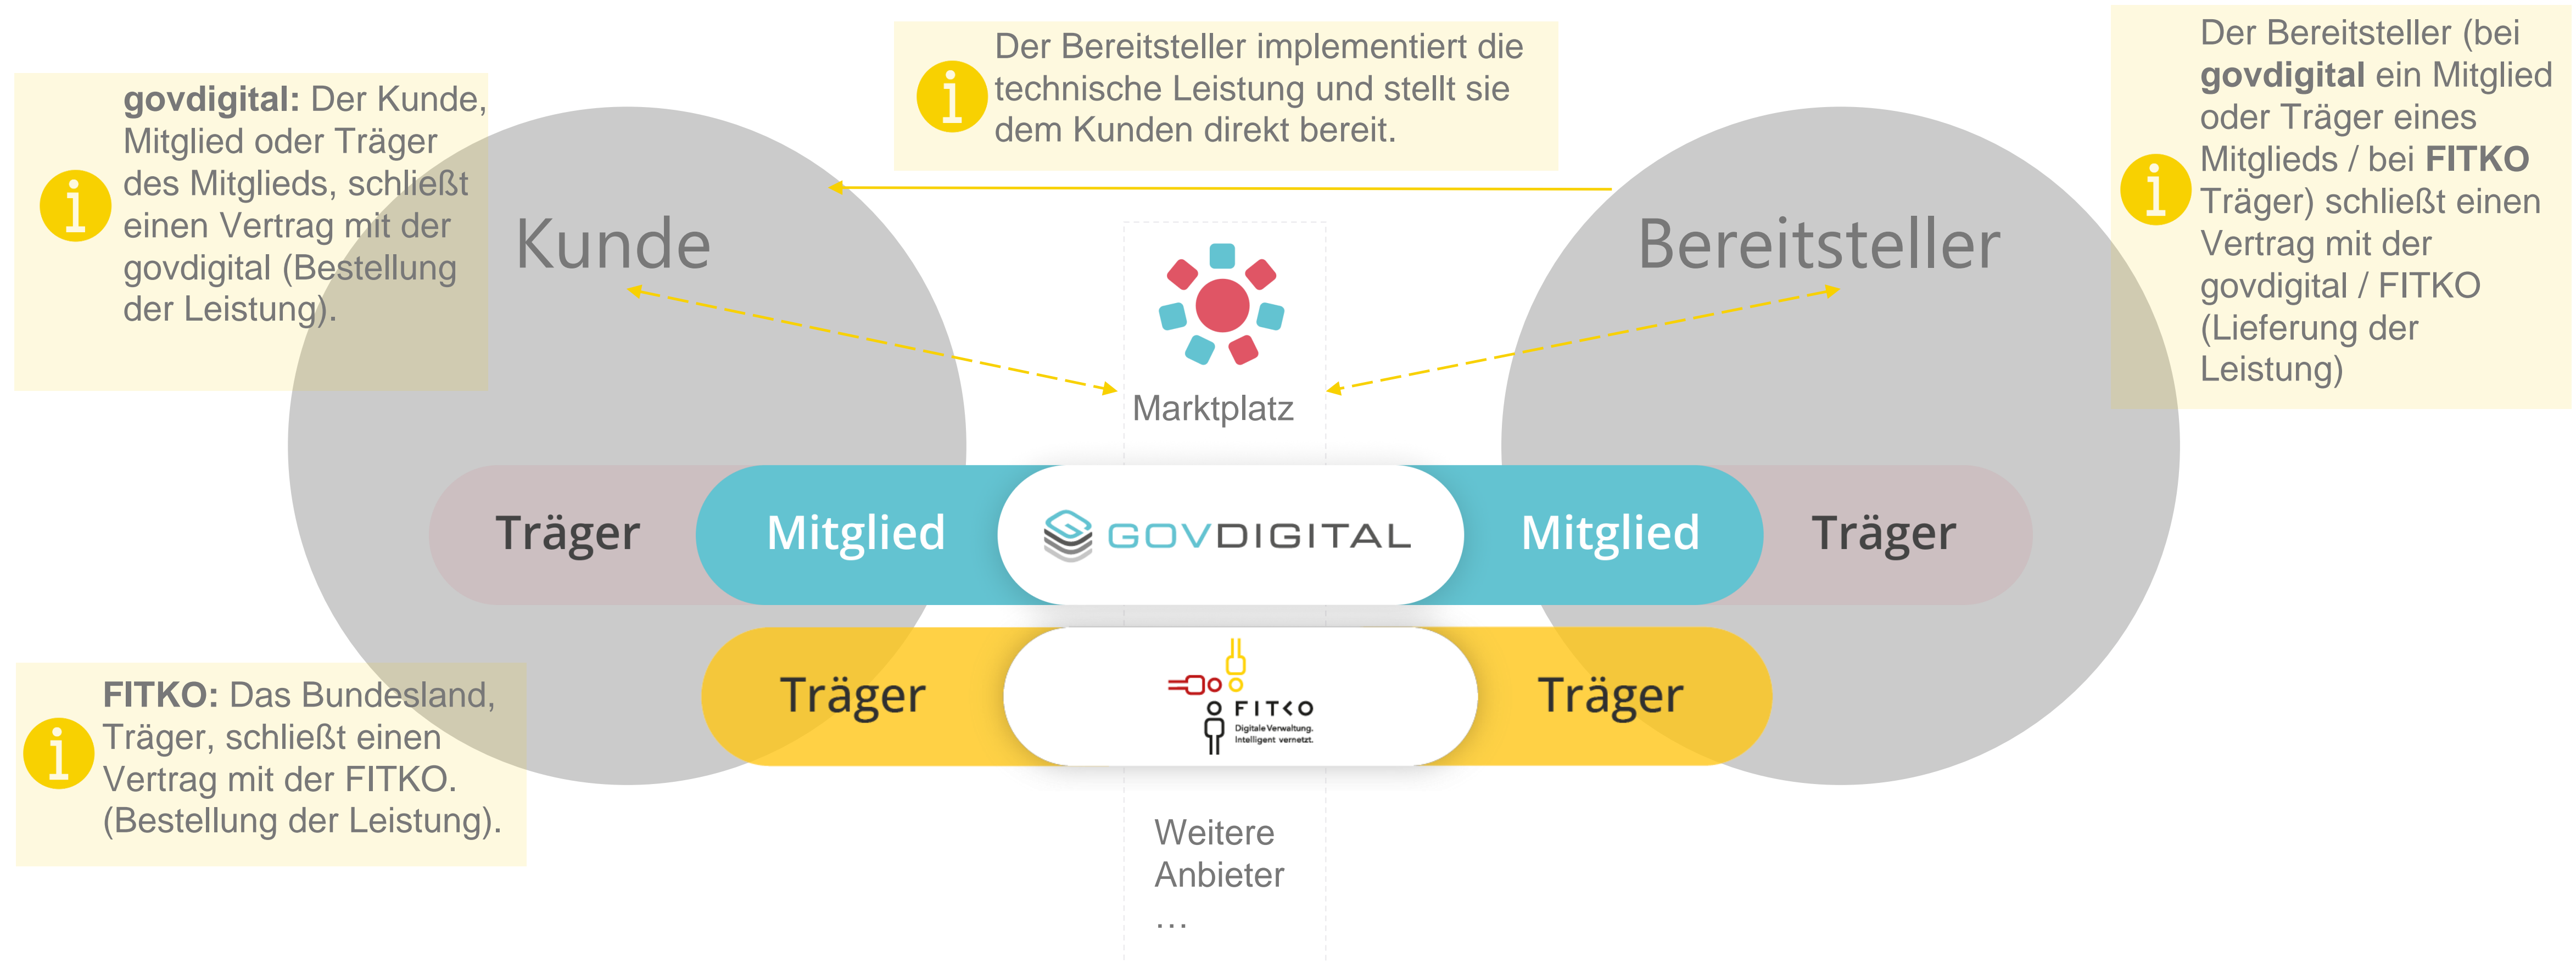 govdigital: Der Kunde,
Mitglied oder Träger
des Mitglieds, schließt
einen Vertrag mit der
govdigital (Bestellung
der Leistung).
Der Bereitsteller implementiert die
technische Leistung und stellt sie
dem Kunden direkt bereit.
Der Bereitsteller (bei
govdigital ein Mitglied
oder Träger eines
Mitglieds / bei FITKO
Träger) schließt einen
Vertrag mit der
govdigital / FITKO
(Lieferung der
Leistung)
Kunde
Bereitsteller
Marktplatz
Träger Mitglied GOVDIGITAL Mitglied Träger
Träger FITKO Träger
Digitale Verwaltung.
Intelligent vernetzt.
FITKO: Das Bundesland,
Träger, schließt einen
Vertrag mit der FITKO.
(Bestellung der Leistung).
Weitere
Anbieter
…